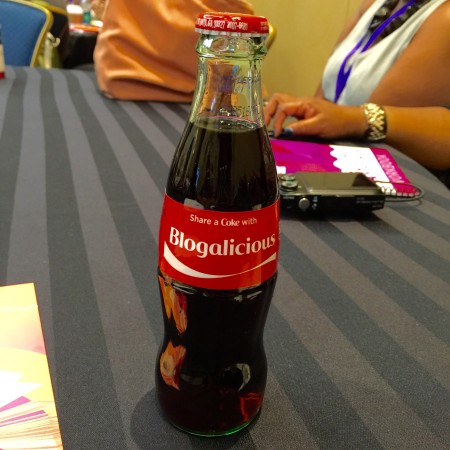 Share a Coke with
Blogalicious